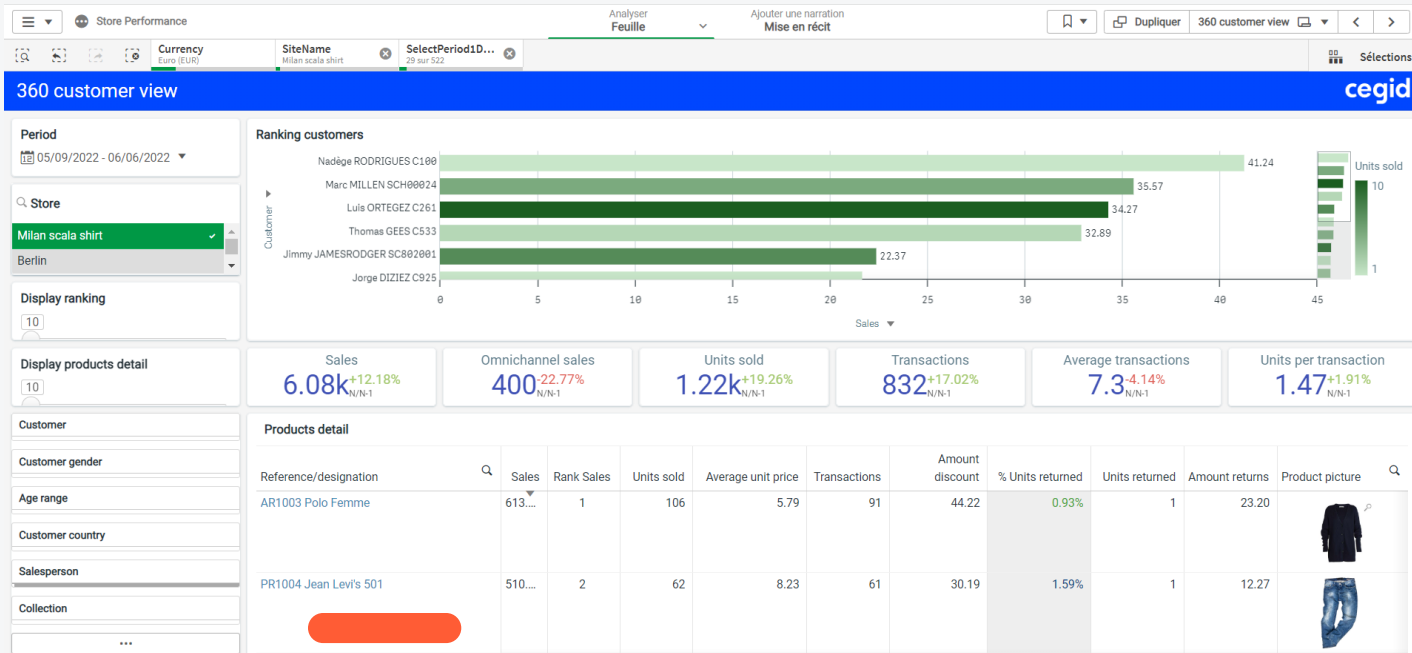 Store Performance
Analyser
Feuille
Ajouter une narration
Mise en récit
Dupliquer
360 customer view
Currency
Euro (EUR)
SiteName
Milan scala shirt
SelectPeriod1D...
29 sur 522
Sélections
360 customer view
cegid
Period
12 05/09/2022 - 06/06/2022
Store
Milan scala shirt
Berlin
Display ranking
10
Display products detail
10
Customer
Customer gender
Age range
Customer country
Salesperson
Collection
...
Ranking customers
Customer
Nadège RODRIGUES C100
41.24
Marc MILLEN SCH00024
35.57
Luis ORTEGEZ C261
34.27
Thomas GEES C533
32.89
Jimmy JAMESRODGER SC802001
22.37
Jorge DIZIEZ C925
0 5 10 15 20 25 30 35 40 45
Sales
Units sold
10
1
Sales
6.08k +12.18%
N/N-1
Omnichannel sales
400 -22.77%
N/N-1
Units sold
1.22k +19.26%
N/N-1
Transactions
832 +17.02%
N/N-1
Average transactions
7.3 -4.14%
N/N-1
Units per transaction
1.47 +1.91%
N/N-1
Products detail
Reference/designation Sales Rank Sales Units sold Average unit price Transactions Amount discount % Units returned Units returned Amount returns Product picture
AR1003 Polo Femme 613.... 1 106 5.79 91 44.22 0.93% 1 23.20
PR1004 Jean Levi's 501 510.... 2 62 8.23 61 30.19 1.59% 1 12.27